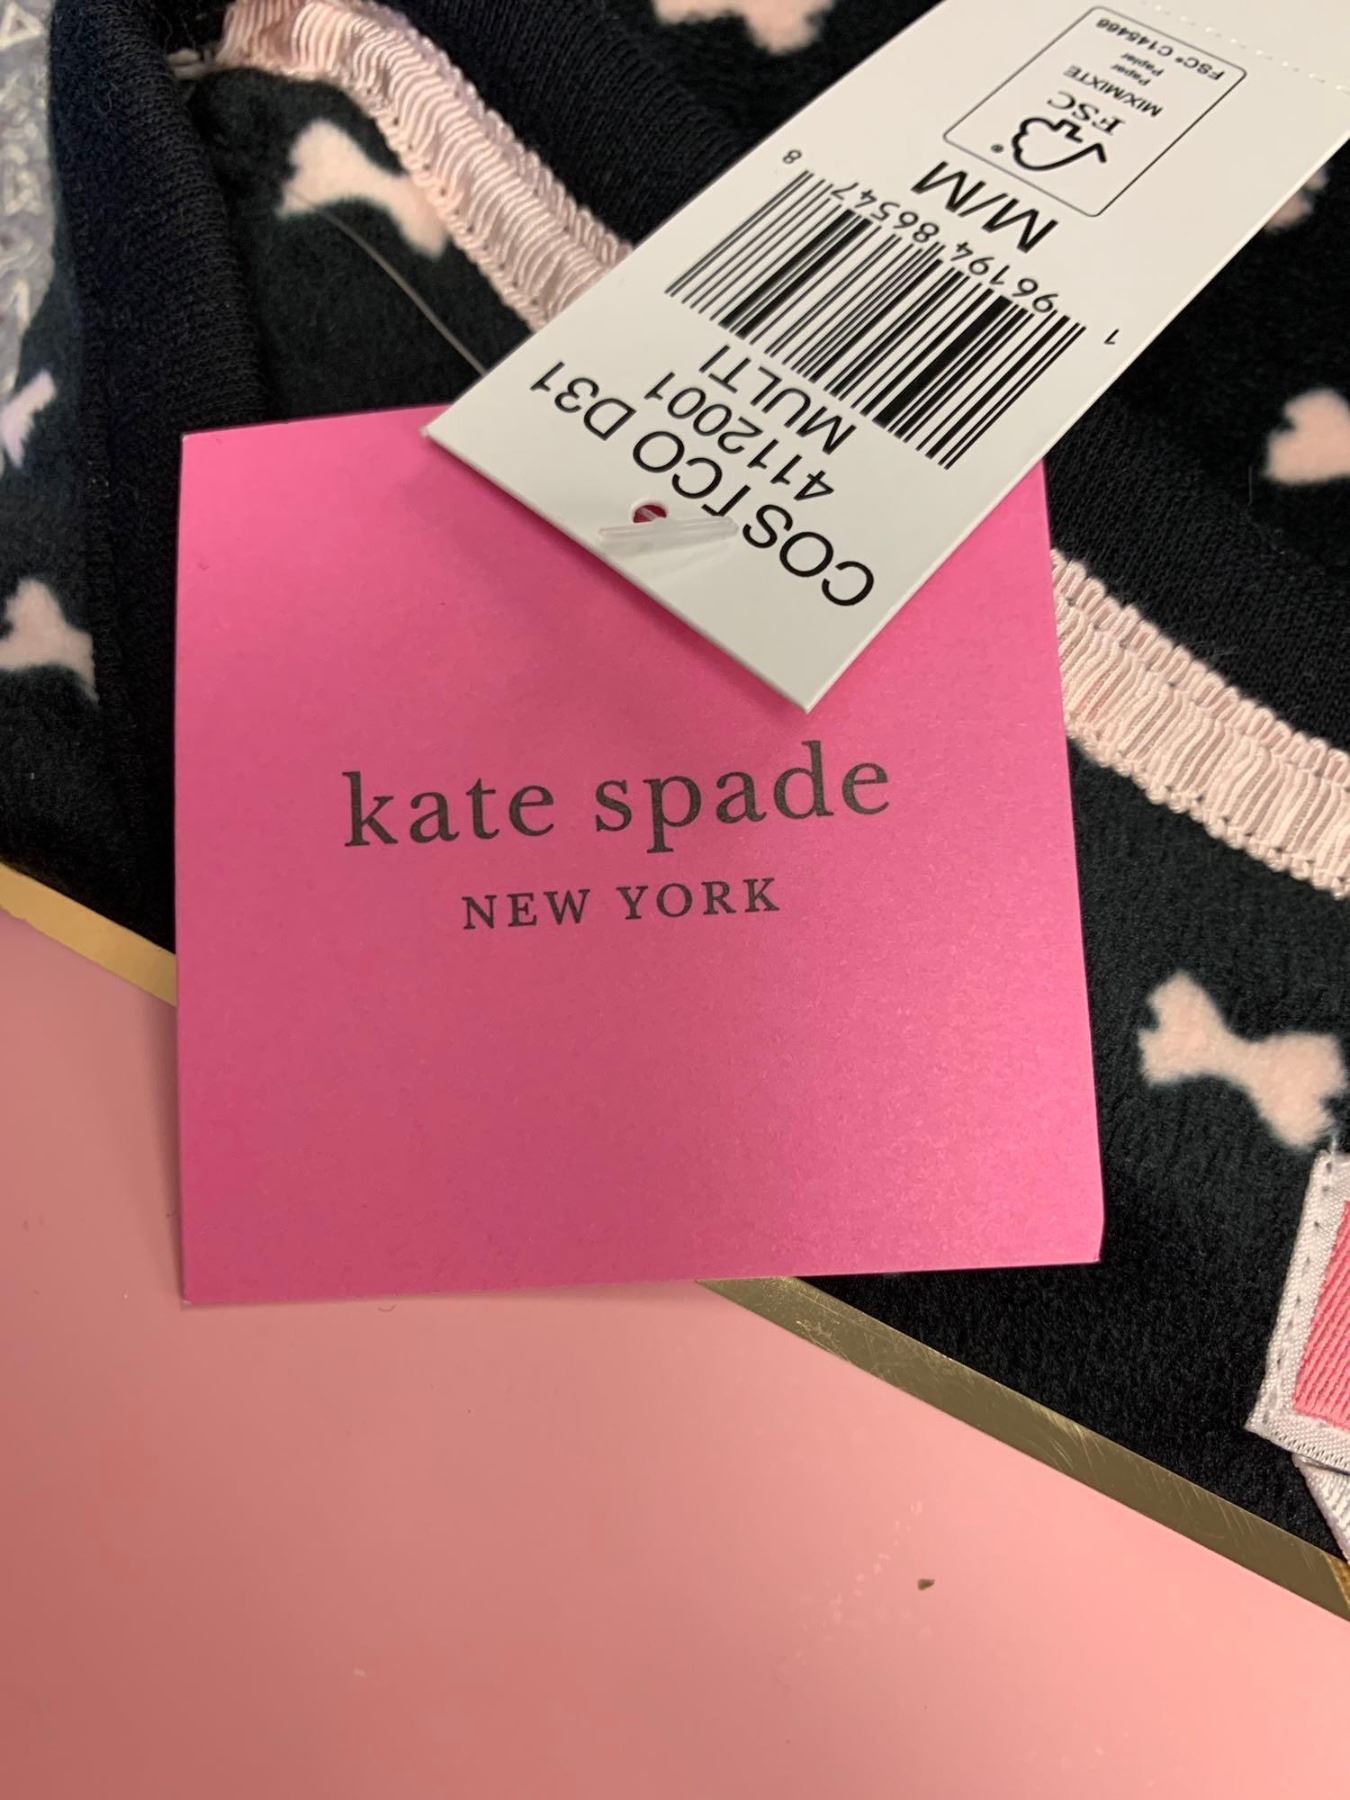 kate spade
NEW YORK
COSTCO D31
4112001
MULTI
1 96194 86547 8
M/M
FSC
MIX/MIXTE
Paper
Papier
FSC® C145466